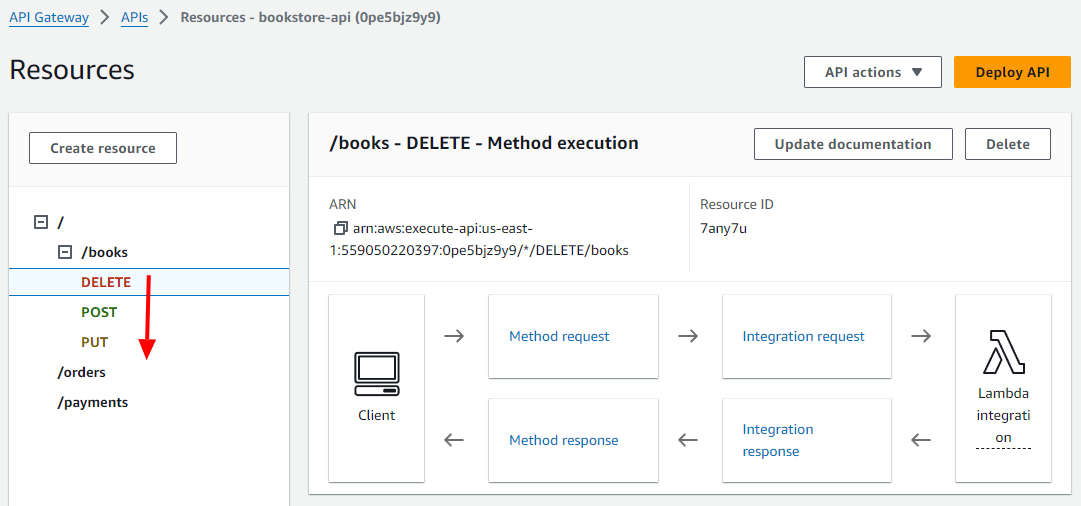 API Gateway > APIs > Resources - bookstore-api (0pe5bjz9y9)
Resources
API actions
Deploy API
Create resource
/
/books
DELETE
POST
PUT
/orders
/payments
/books - DELETE - Method execution
Update documentation
Delete
ARN
arn:aws:execute-api:us-east-
1:559050220397:0pe5bjz9y9/*/DELETE/books
Resource ID
7any7u
Client
Method request
Integration request
Method response
Integration
response
Lambda
integrati
on